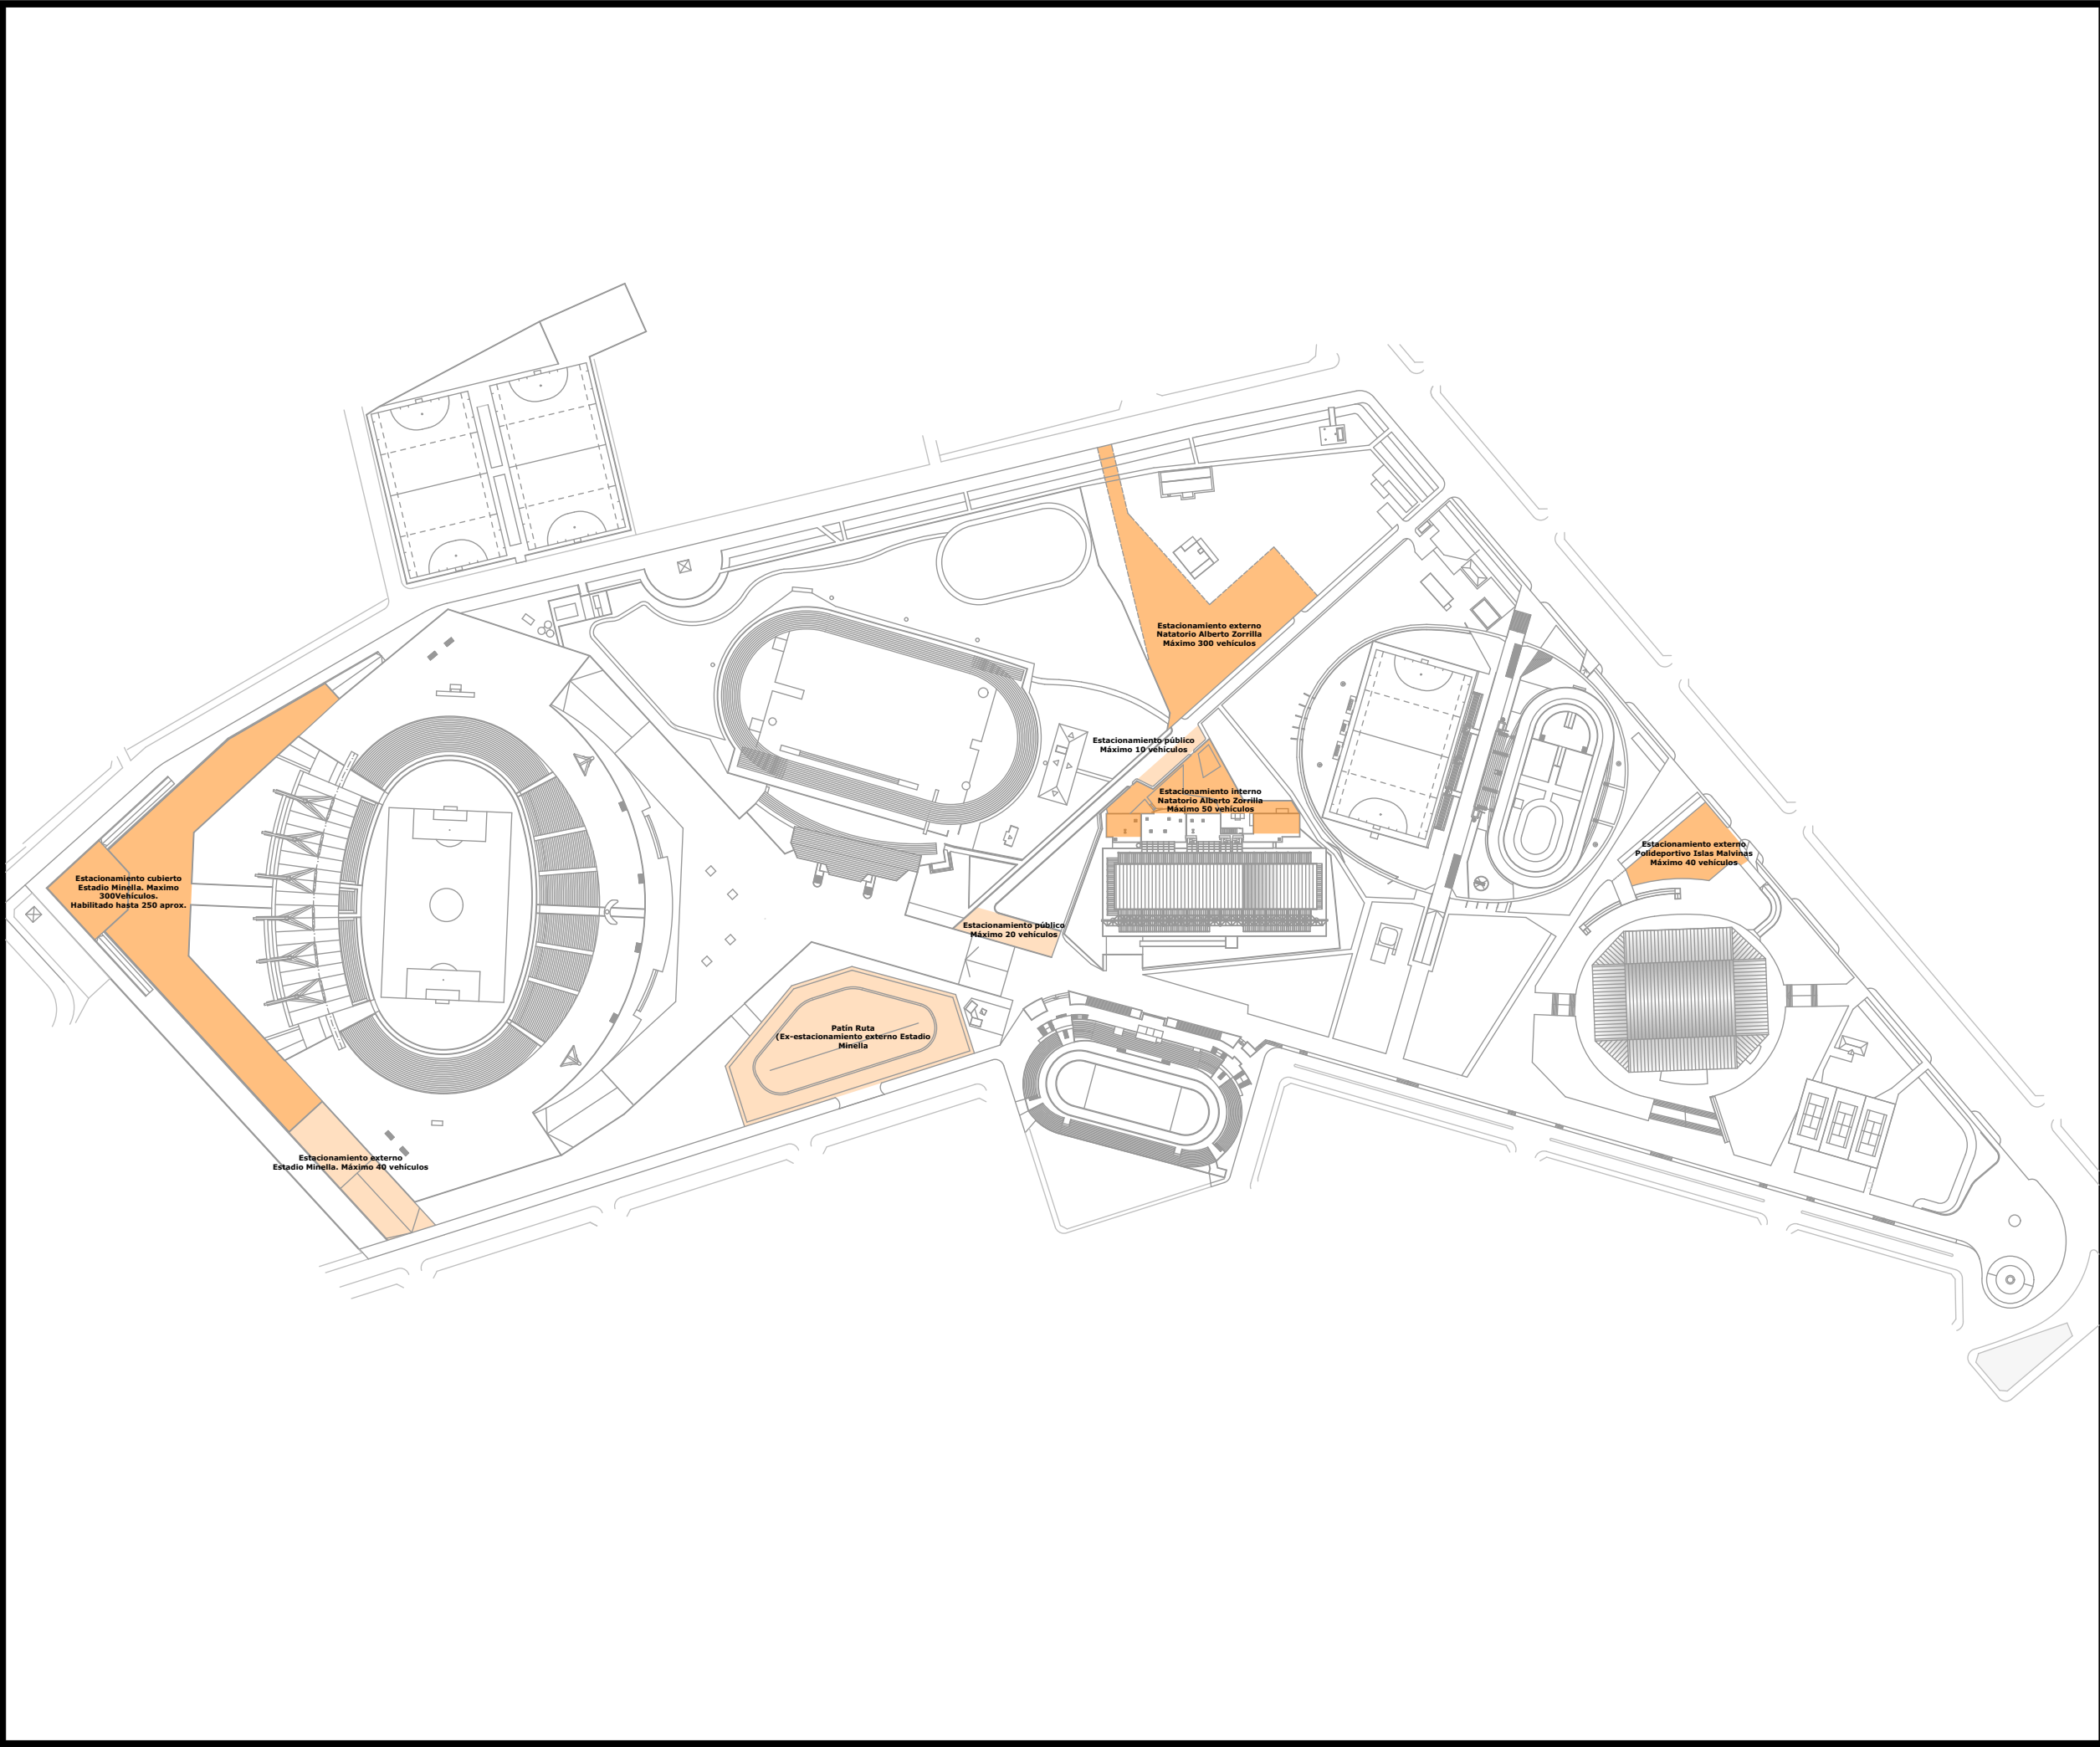 Estacionamiento externo
Natatorio Alberto Zorrilla
Máximo 300 vehículos
Estacionamiento público
Máximo 10 vehículos
Estacionamiento interno
Natatorio Alberto Zorrilla
Máximo 50 vehículos
Estacionamiento externo
Polideportivo Islas Malvinas
Máximo 40 vehículos
Estacionamiento cubierto
Estadio Minella. Maximo
300Vehículos.
Habilitado hasta 250 aprox.
Estacionamiento público
Máximo 20 vehículos
Patín Ruta
(Ex-estacionamiento externo Estadio
Minella
Estacionamiento externo
Estadio Minella. Máximo 40 vehículos